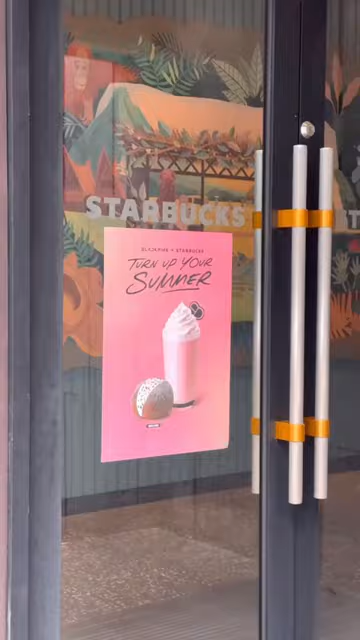 STARBUCKS
BLACKPINK + STARBUCKS
TURN UP YOUR
SUMMER